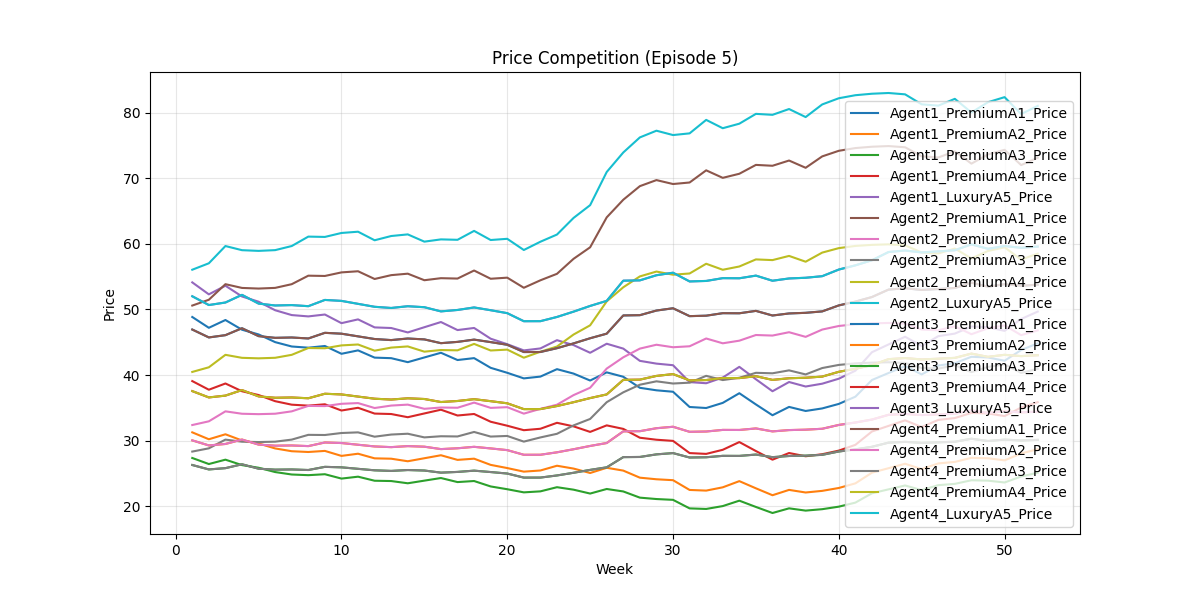 Price Competition (Episode 5)
Price
80
70
60
50
40
30
20
0
10
20
30
40
50
Week
Agent1_PremiumA1_Price
Agent1_PremiumA2_Price
Agent1_PremiumA3_Price
Agent1_PremiumA4_Price
Agent1_LuxuryA5_Price
Agent2_PremiumA1_Price
Agent2_PremiumA2_Price
Agent2_PremiumA3_Price
Agent2_PremiumA4_Price
Agent2_LuxuryA5_Price
Agent3_PremiumA1_Price
Agent3_PremiumA2_Price
Agent3_PremiumA3_Price
Agent3_PremiumA4_Price
Agent3_LuxuryA5_Price
Agent4_PremiumA1_Price
Agent4_PremiumA2_Price
Agent4_PremiumA3_Price
Agent4_PremiumA4_Price
Agent4_LuxuryA5_Price